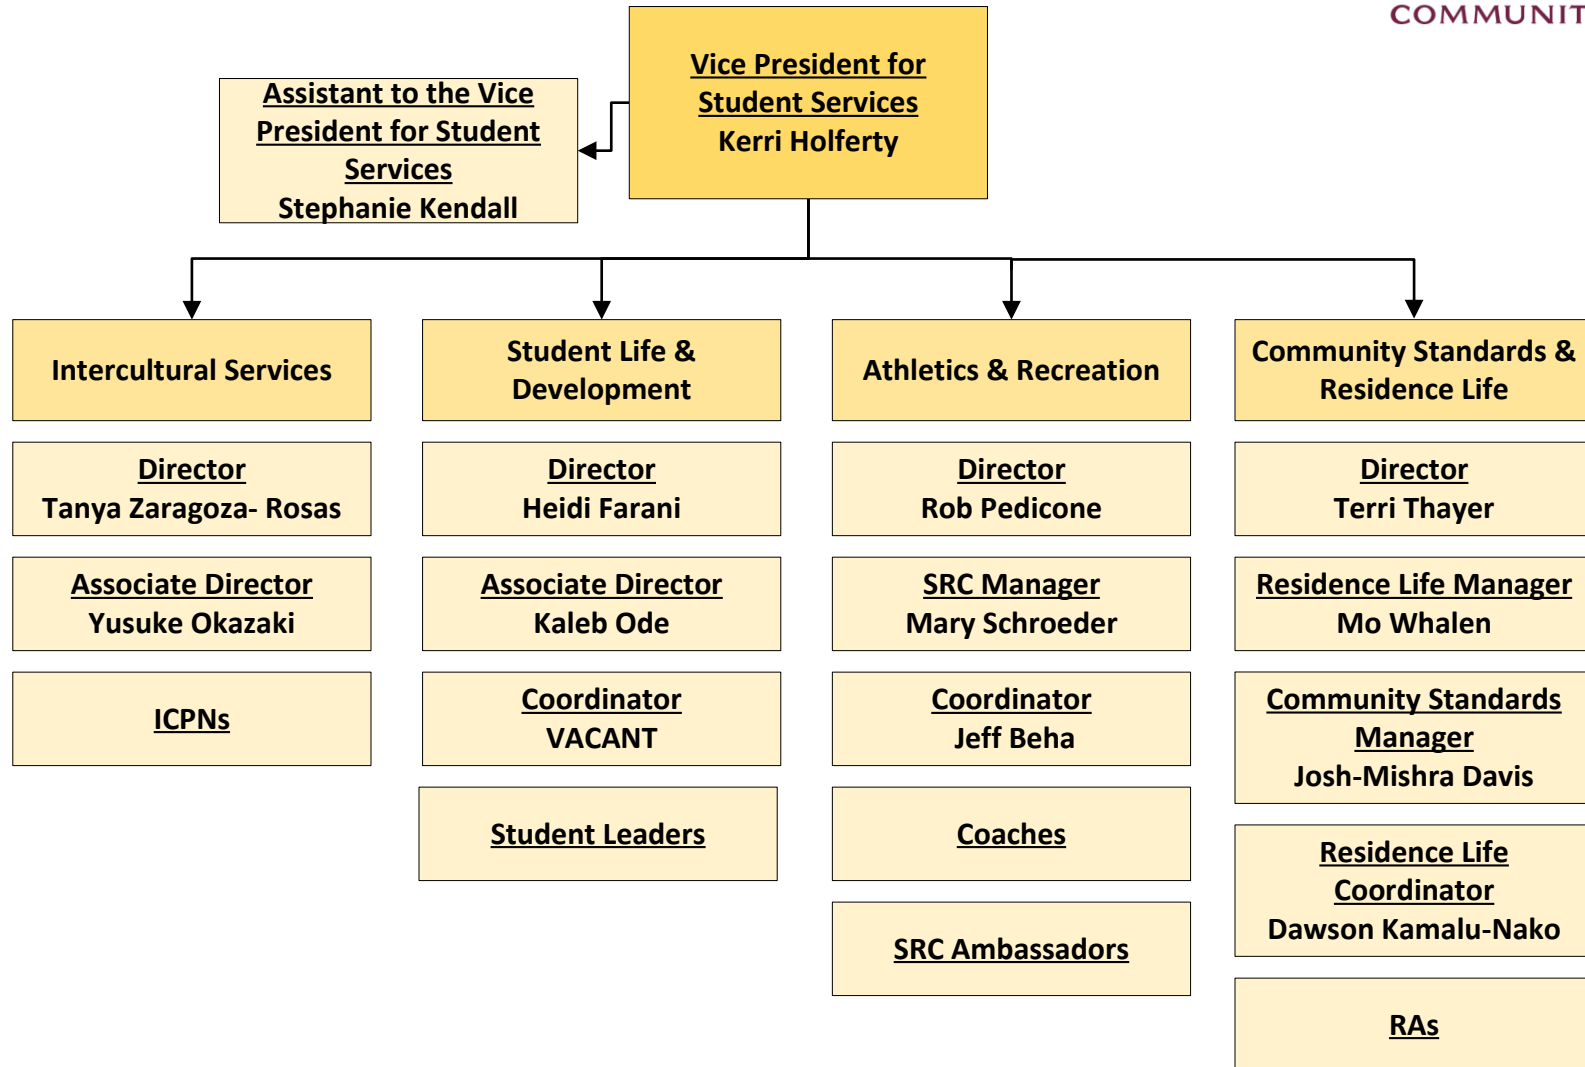 COMMUNIT
Vice President for
Student Services
Kerri Holferty
Assistant to the Vice
President for Student
Services
Stephanie Kendall
Intercultural Services
Director
Tanya Zaragoza- Rosas
Associate Director
Yusuke Okazaki
ICPNs
Student Life &
Development
Director
Heidi Farani
Associate Director
Kaleb Ode
Coordinator
VACANT
Student Leaders
Athletics & Recreation
Director
Rob Pedicone
SRC Manager
Mary Schroeder
Coordinator
Jeff Beha
Coaches
SRC Ambassadors
Community Standards &
Residence Life
Director
Terri Thayer
Residence Life Manager
Mo Whalen
Community Standards
Manager
Josh-Mishra Davis
Residence Life
Coordinator
Dawson Kamalu-Nako
RAs